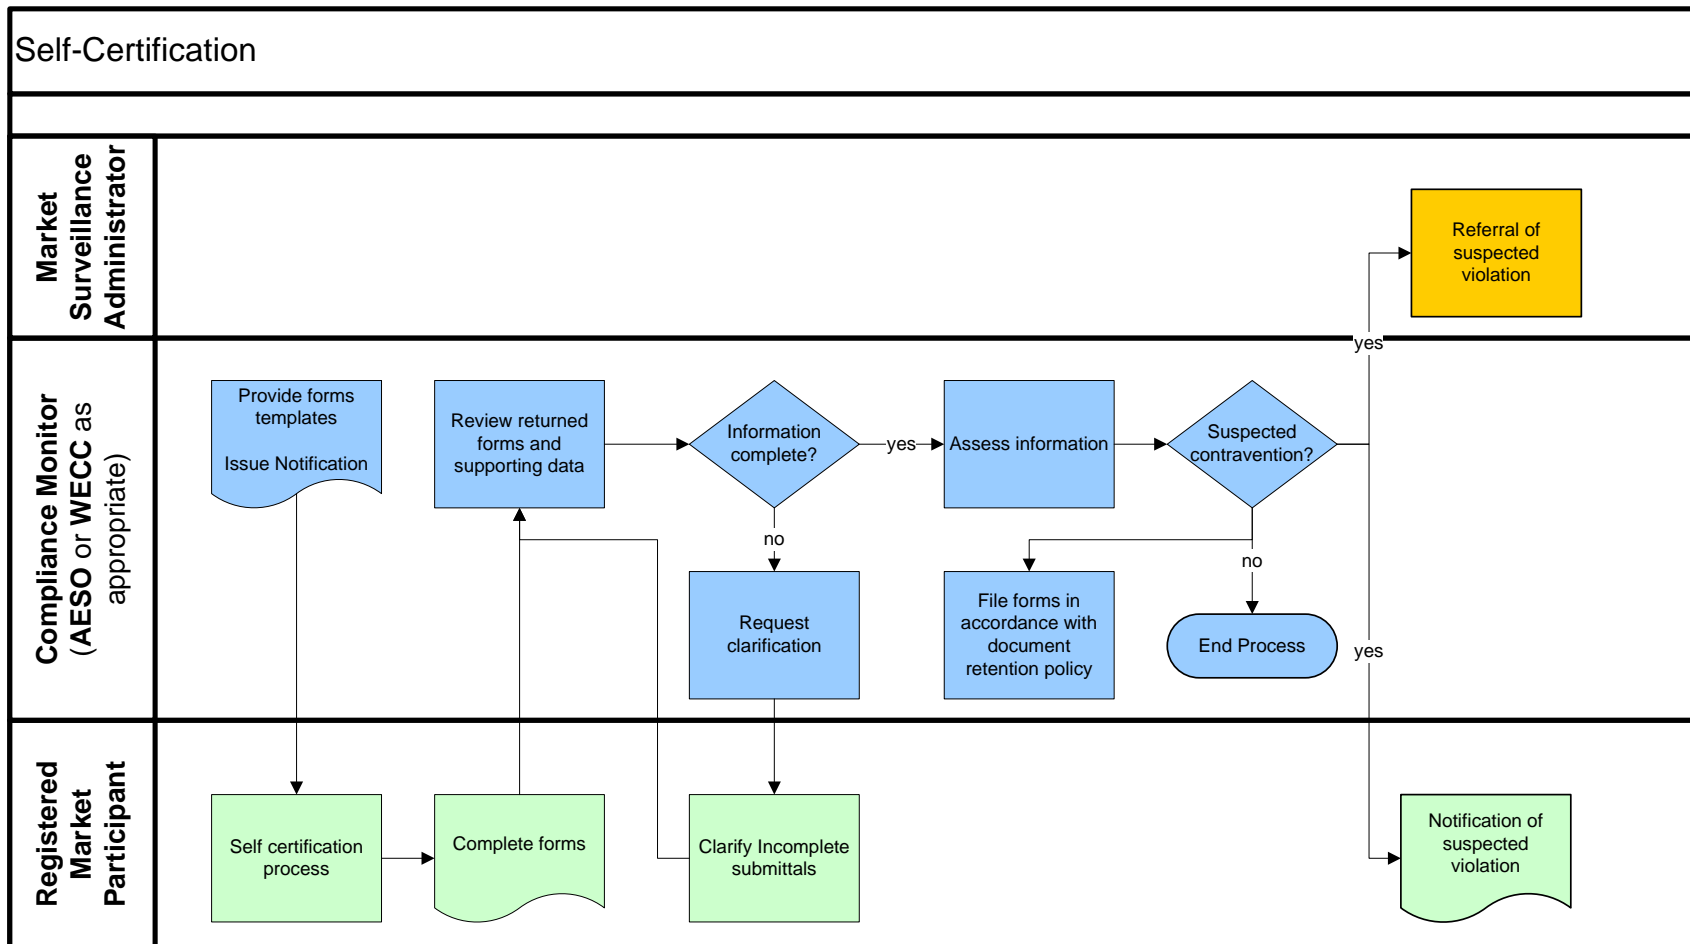 Self-Certification
Market
Surveillance
Administrator
Referral of
suspected
violation
yes
Compliance Monitor
(AESO or WECC as
appropriate)
Provide forms
templates
Issue Notification
Review returned
forms and
supporting data
Information
complete?
yes
Assess information
Suspected
contravention?
no
Request
clarification
File forms in
accordance with
document
retention policy
no
End Process
yes
Registered
Market
Participant
Self certification
process
Complete forms
Clarify Incomplete
submittals
Notification of
suspected
violation